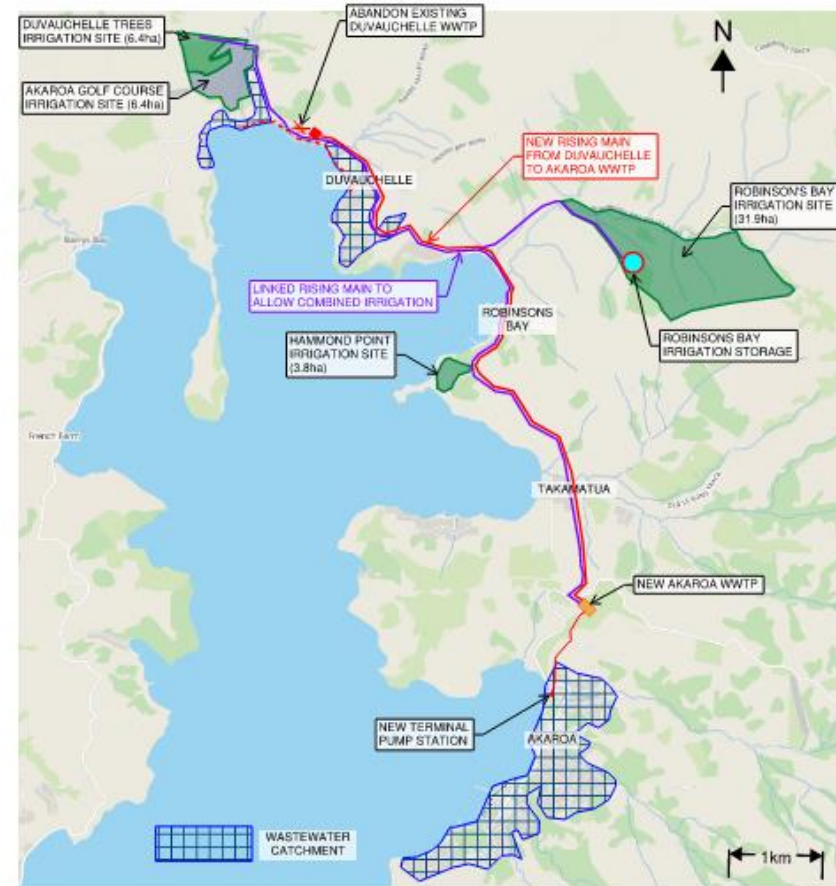 DUVAUCHELLE TREES
IRRIGATION SITE (6.4ha)
ABANDON EXISTING
DUVAUCHELLE WWTP
N
AKAROA GOLF COURSE
IRRIGATION SITE (6.4ha)
NEW RISING MAIN
FROM DUVAUCHELLE
TO AKAROA WWTP
DUVAUCHELLE
ROBINSON'S BAY
IRRIGATION SITE
(31.9ha)
LINKED RISING MAIN TO
ALLOW COMBINED IRRIGATION
ROBINSONS
BAY
HAMMOND POINT
IRRIGATION SITE
(3.8ha)
ROBINSONS BAY
IRRIGATION STORAGE
French Farm
TAKAMATUA
NEW AKAROA WWTP
NEW TERMINAL
PUMP STATION
AKAROA
WASTEWATER
CATCHMENT
1km